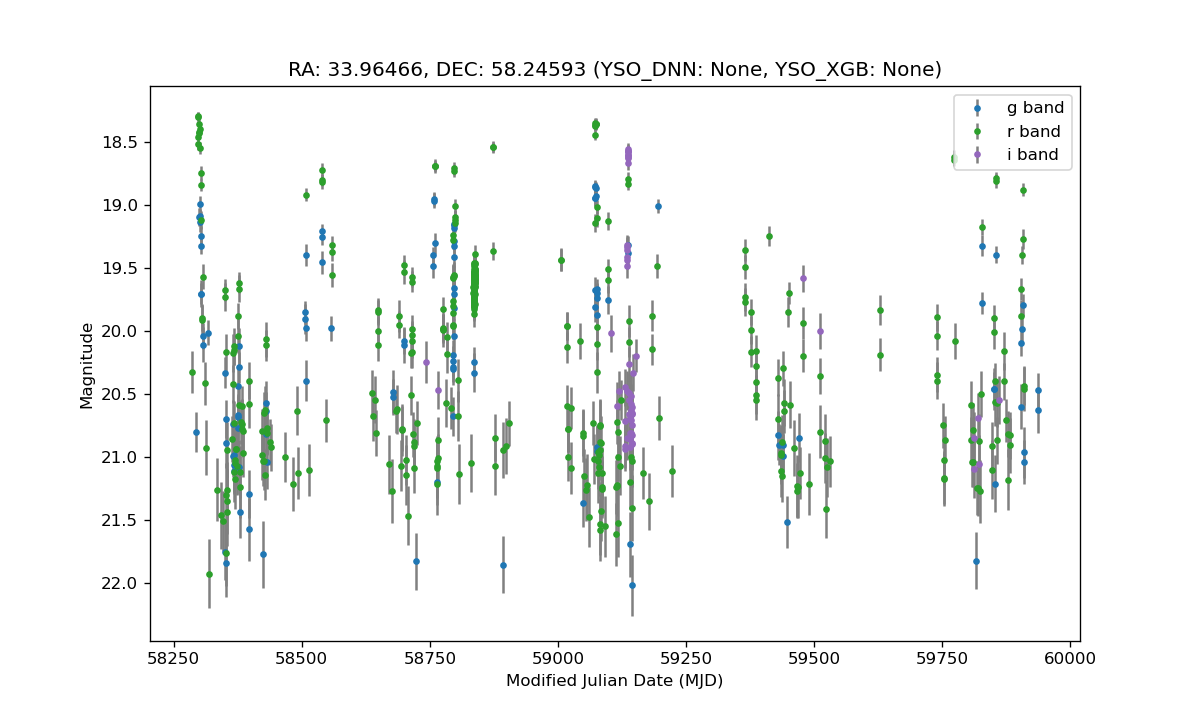 RA: 33.96466, DEC: 58.24593 (YSO_DNN: None, YSO_XGB: None)
g band
r band
i band
18.5
19.0
19.5
20.0
20.5
21.0
21.5
22.0
Magnitude
58250 58500 58750 59000 59250 59500 59750 60000
Modified Julian Date (MJD)